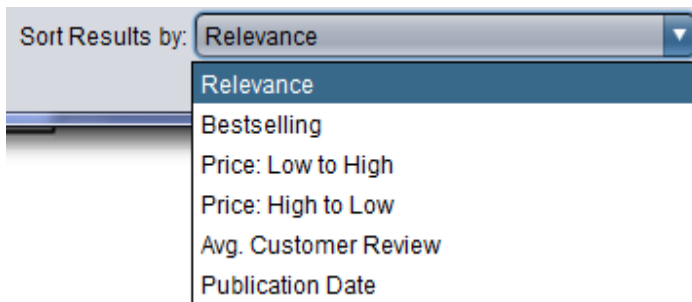 Sort Results by: Relevance
Relevance
Bestselling
Price: Low to High
Price: High to Low
Avg. Customer Review
Publication Date